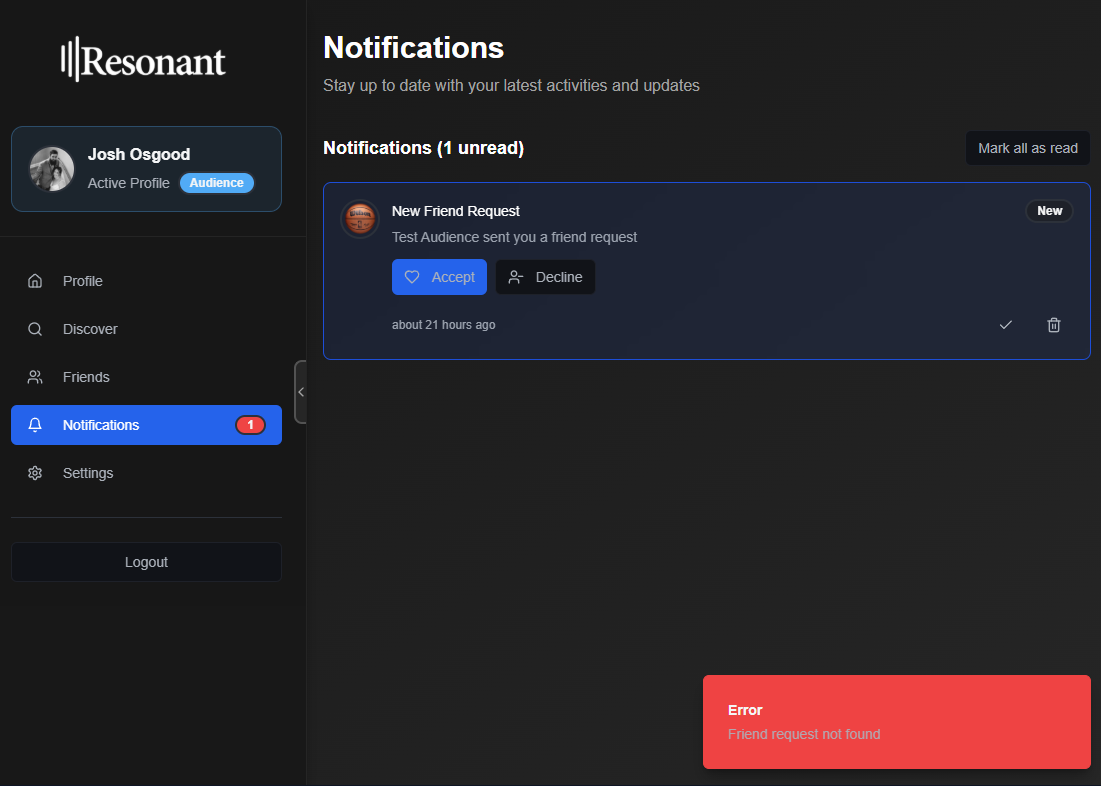 Resonant
Josh Osgood
Active Profile Audience
Profile
Discover
Friends
Notifications 1
Settings
Logout
Notifications
Stay up to date with your latest activities and updates
Notifications (1 unread)
Mark all as read
New Friend Request
New
Test Audience sent you a friend request
Accept
Decline
about 21 hours ago
Error
Friend request not found